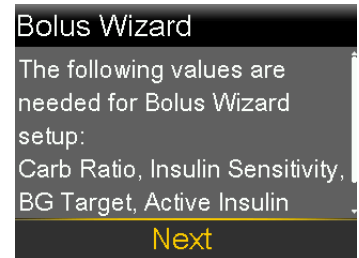 Bolus Wizard
The following values are
needed for Bolus Wizard
setup:
Carb Ratio, Insulin Sensitivity,
BG Target, Active Insulin
Next